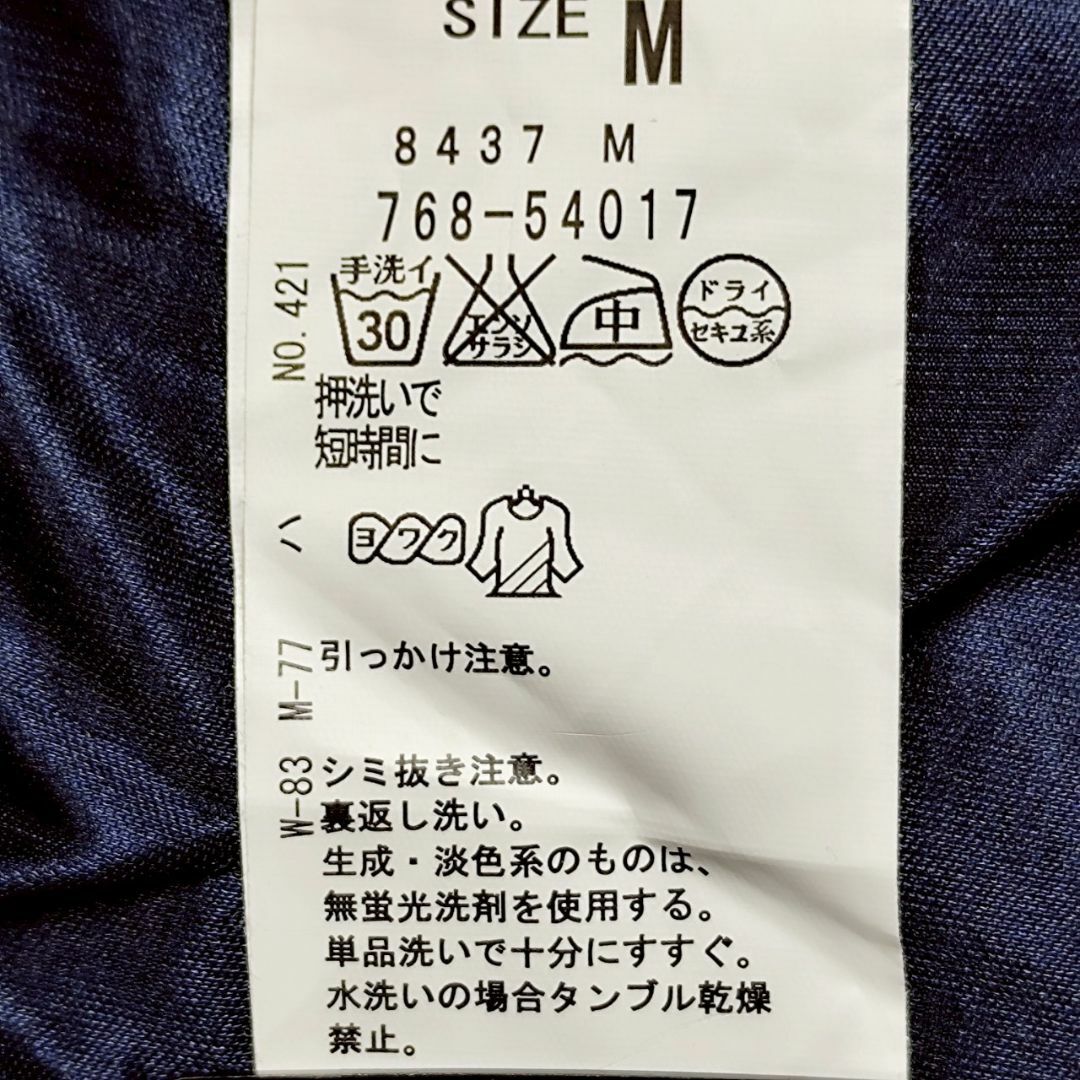 SIZE M
8437 M
768-54017
手洗イ
30
エンソ
サラシ
中
ドライ
セキユ系
NO.421
押洗いで
短時間に
ハ
ヨワク
M-77
引っかけ注意。
W-83
シミ抜き注意。
裏返し洗い。
生成・淡色系のものは、
無蛍光洗剤を使用する。
単品洗いで十分にすすぐ。
水洗いの場合タンブル乾燥
禁止。